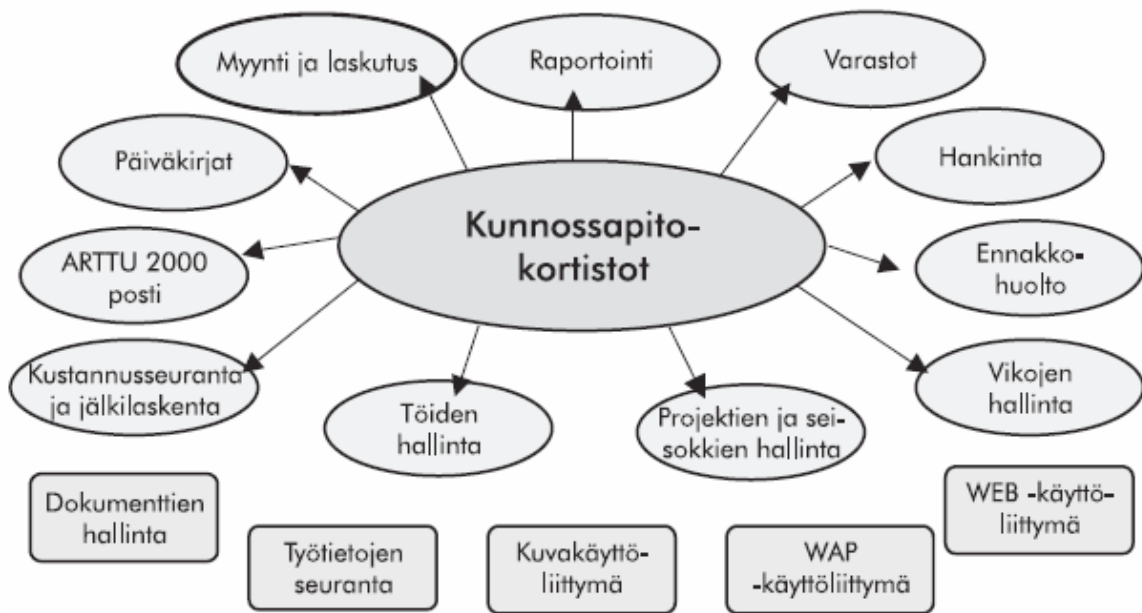 Myynti ja laskutus
Raportointi
Varastot
Päiväkirjat
Hankinta
Kunnossapito-
kortistot
ARTTU 2000
posti
Ennakko-
huolto
Kustannusseuranta
ja jälkilaskenta
Töiden
hallinta
Projektien ja sei-
sokkien hallinta
Vikojen
hallinta
Dokumenttien
hallinta
Työtietojen
seuranta
Kuvakäyttö-
liittymä
WAP
-käyttöliittymä
WEB -käyttö-
liittymä